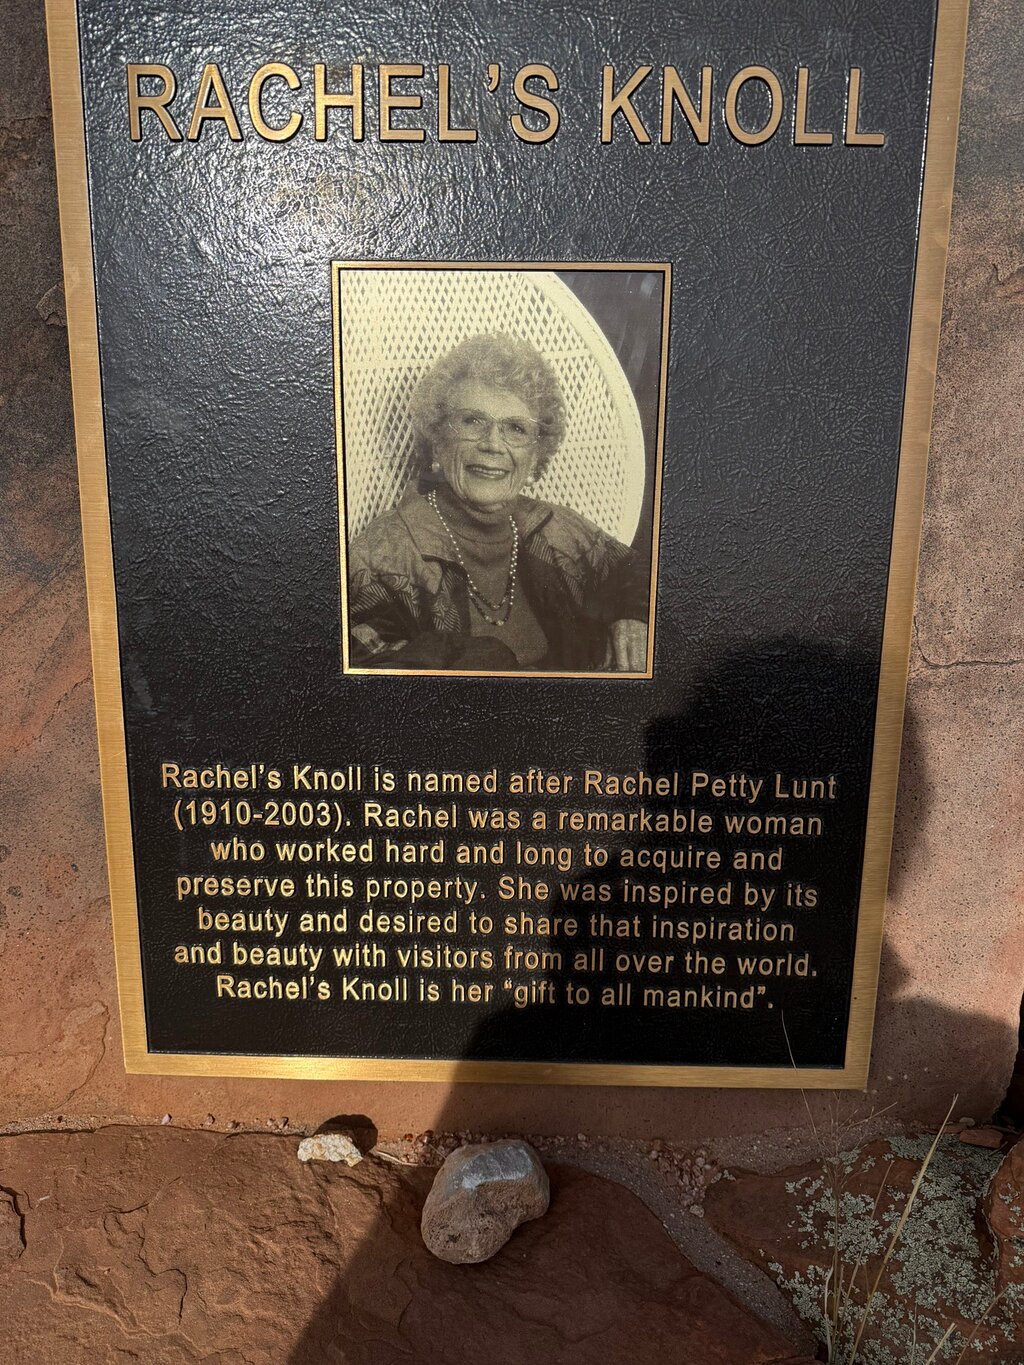 RACHEL'S KNOLL
Rachel's Knoll is named after Rachel Petty Lunt
(1910-2003). Rachel was a remarkable woman
who worked hard and long to acquire and
preserve this property. She was inspired by its
beauty and desired to share that inspiration
and beauty with visitors from all over the world.
Rachel's Knoll is her “gift to all mankind”.